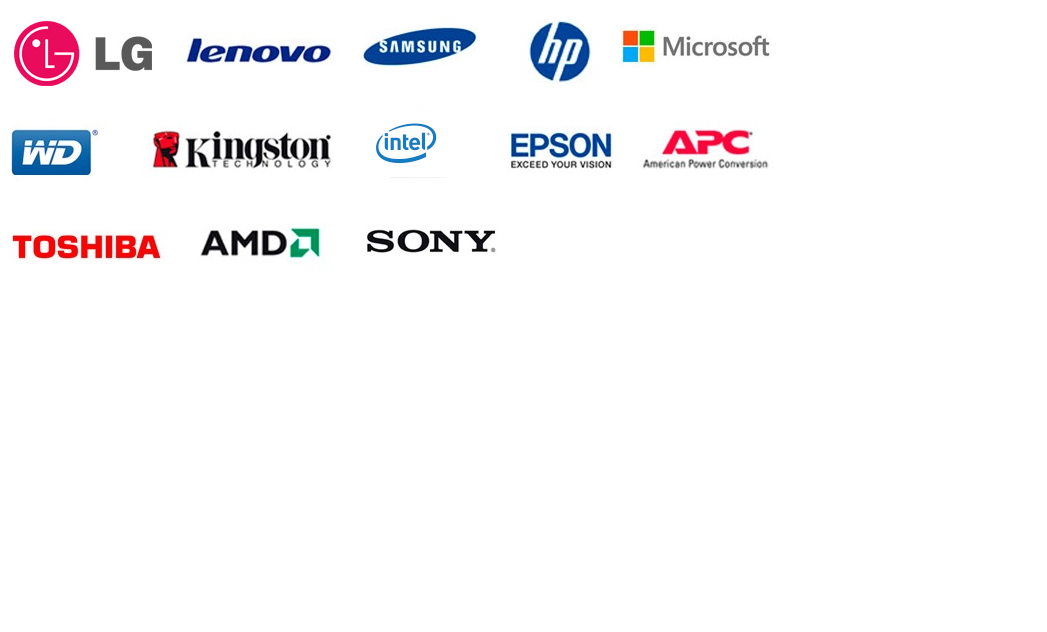 LG lenovo SAMSUNG hp Microsoft
WD® Kingston® intel® EPSON APC®
TECHNOLOGY EXCEED YOUR VISION American Power Conversion
TOSHIBA AMD SONY®